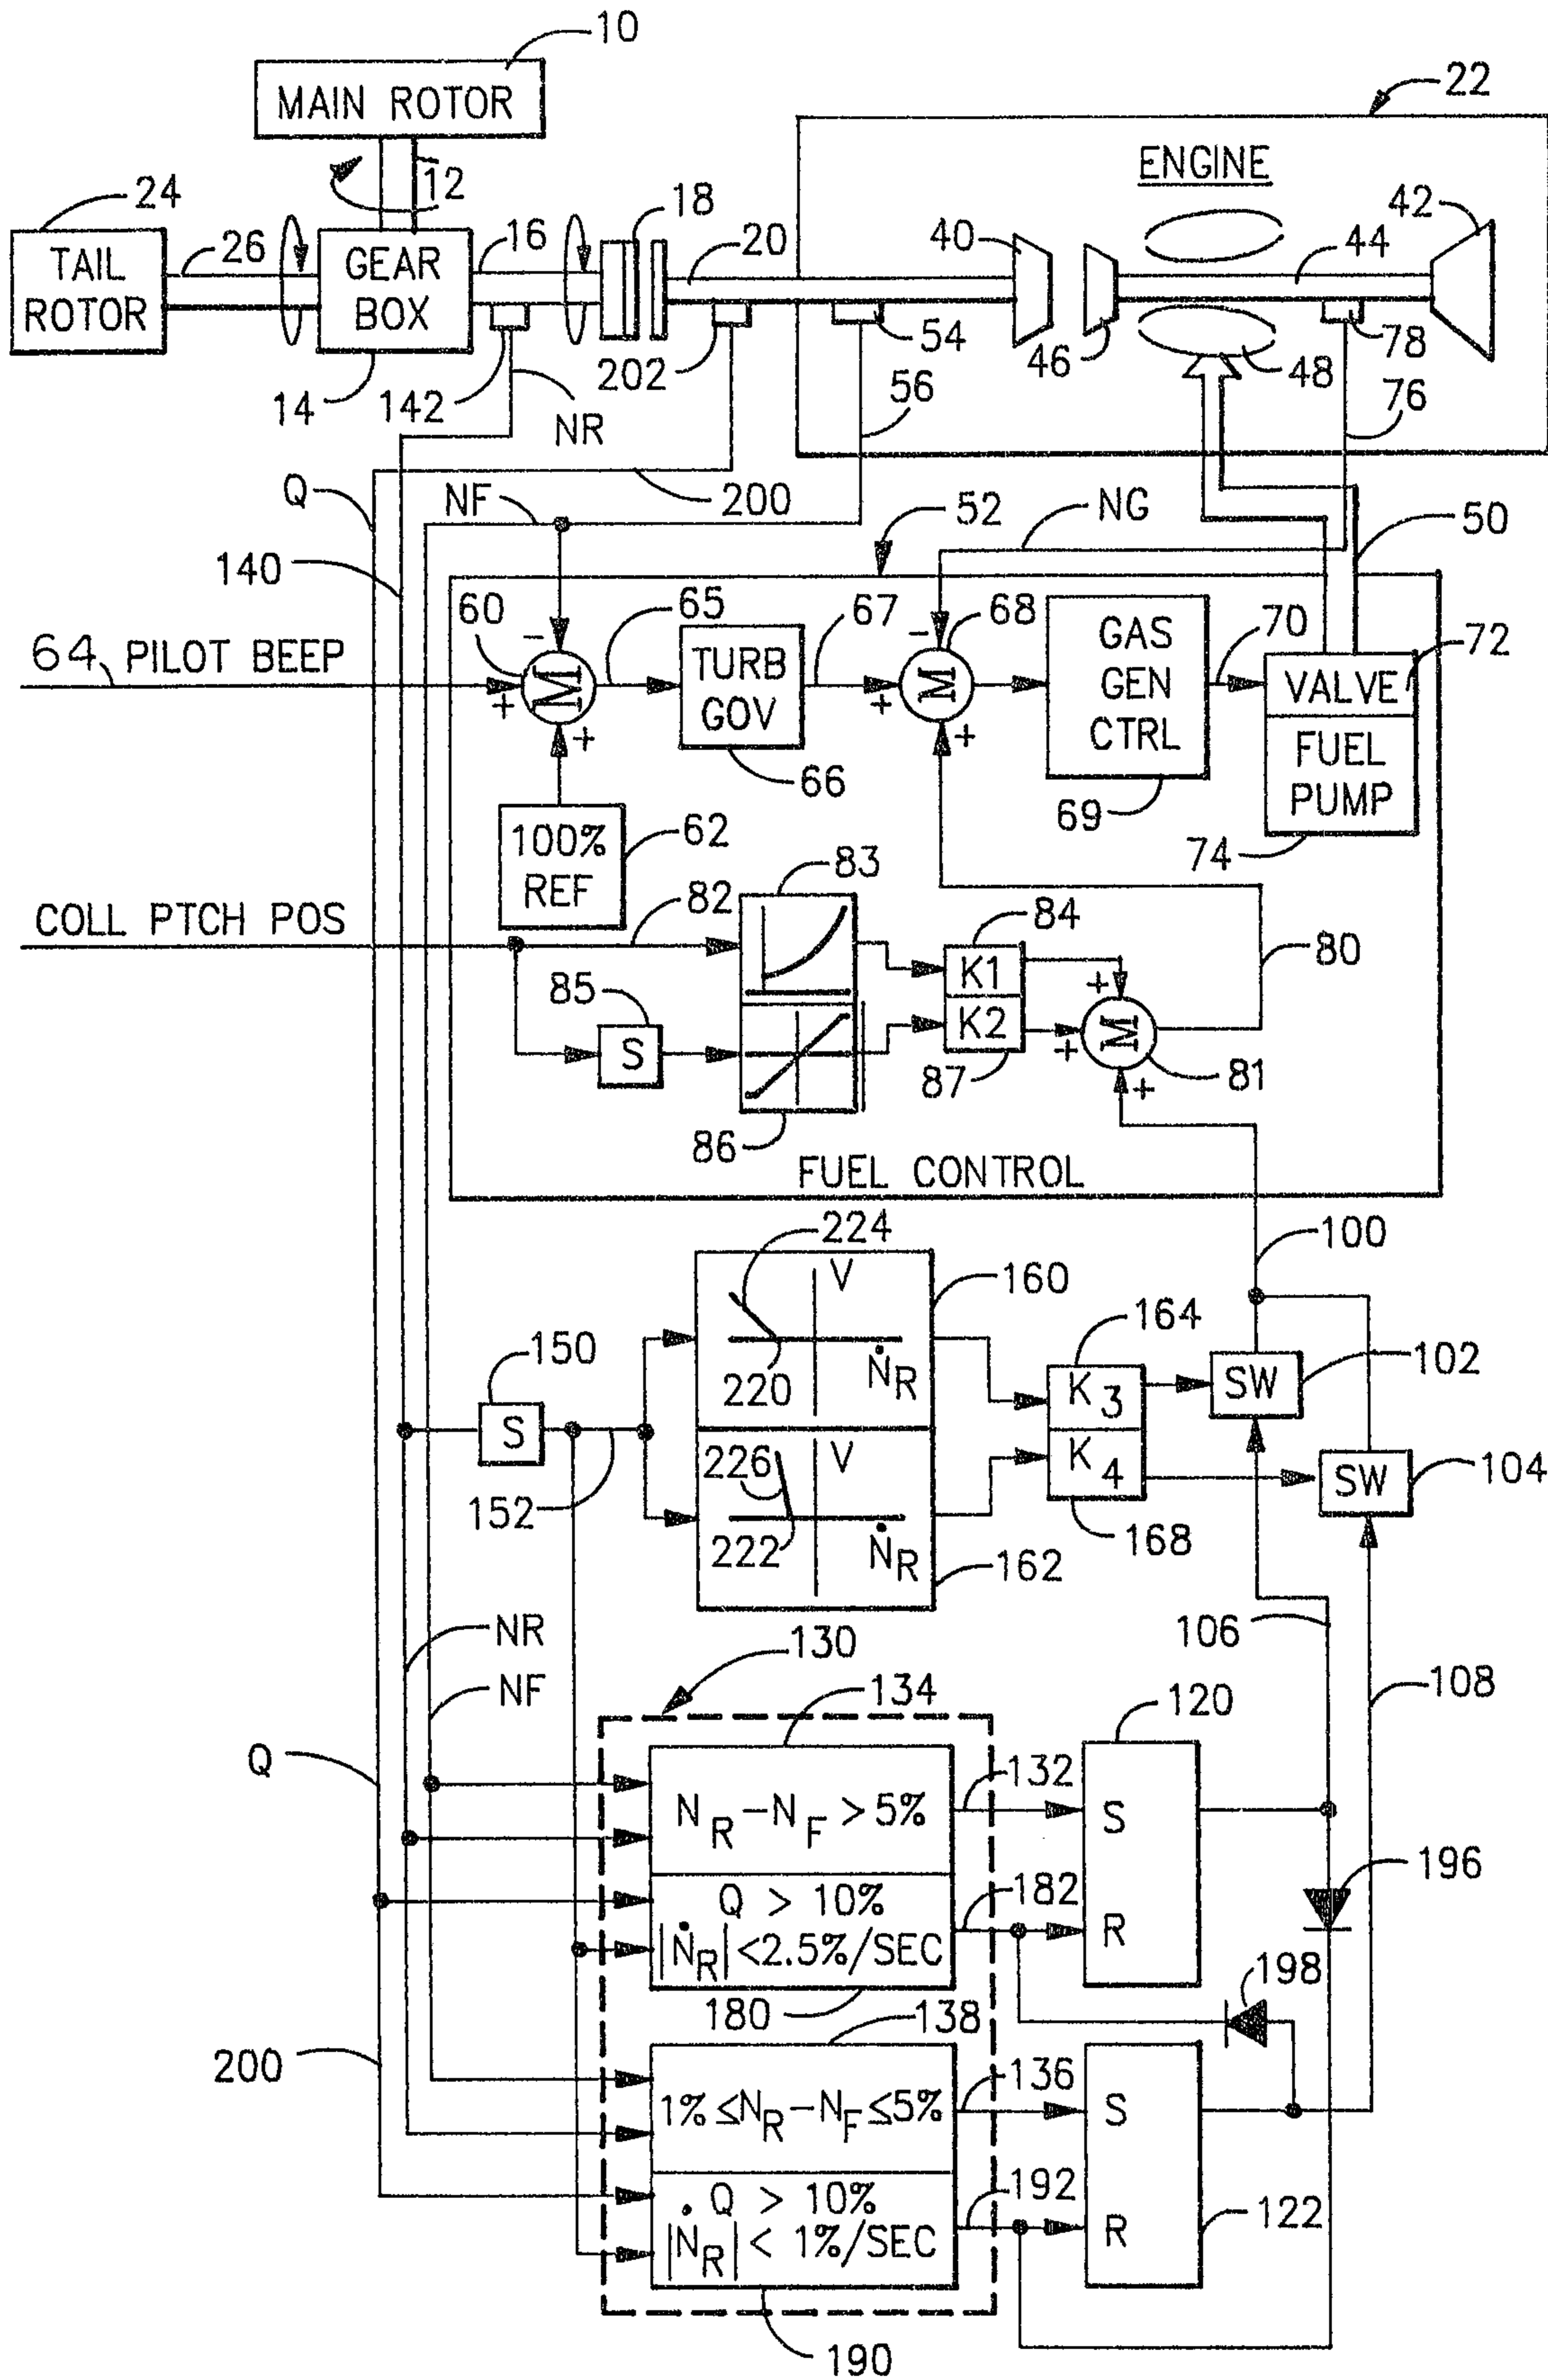 10
MAIN ROTOR
22
ENGINE
12
24
18
42
TAIL
ROTOR
26
GEAR
BOX
16
20
40
44
14
142
202
54
46
48
78
NR
56
76
Q
200
NF
52
NG
50
140
60
65
67
68
70
72
64 PILOT BEEP
-
+
+
M
TURB
GOV
-
+
+
M
GAS
GEN
CTRL
VALVE
FUEL
PUMP
66
69
74
100%
REF
62
83
COLL PTCH POS
82
84
80
K1
K2
85
S
+
+
+
M
87
81
86
FUEL CONTROL
224
100
V
160
164
150
220
ṄR
K3
SW
102
S
V
K4
SW
104
226
152
222
ṄR
162
168
NR
130
106
NF
134
120
108
Q
132
NR-NF > 5%
S
196
Q > 10%
182
|ṄR| <2.5%/SEC
R
198
180
138
200
136
1% ≤NR-NF≤5%
S
Q > 10%
192
|ṄR| < 1%/SEC
R
122
190